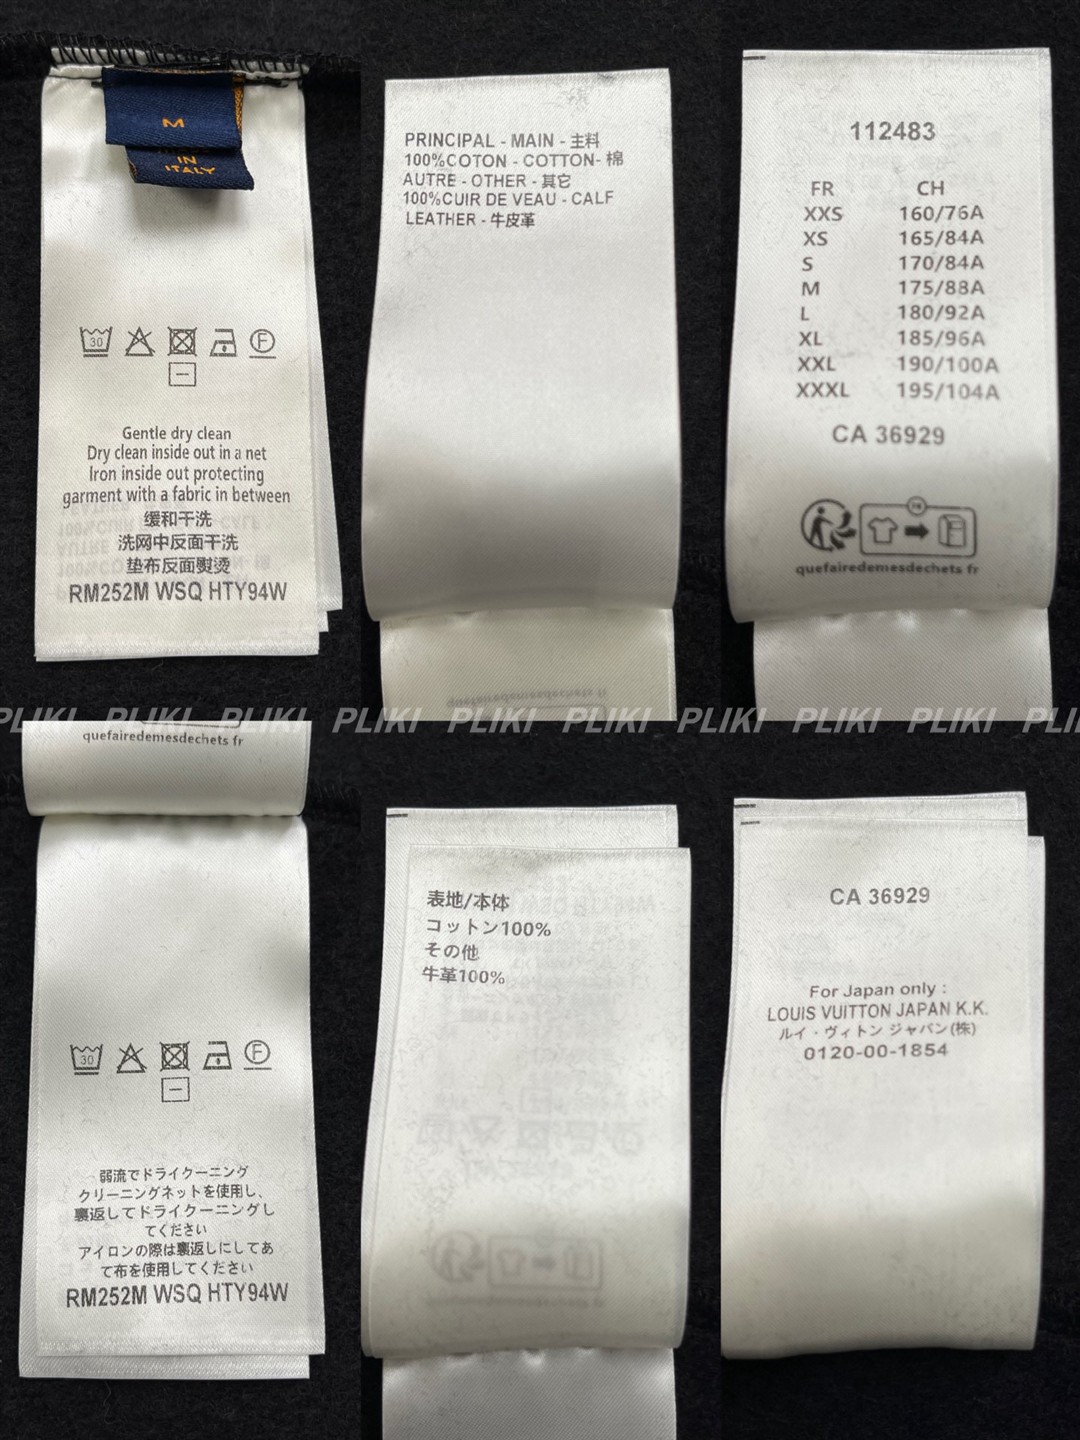 M
IN
ITALY
30
F
Gentle dry clean
Dry clean inside out in a net
Iron inside out protecting
garment with a fabric in between
缓和干洗
洗网中反面干洗
垫布反面熨烫
RM252M WSQ HTY94W
PRINCIPAL - MAIN - 主料
100%COTON - COTTON- 棉
AUTRE - OTHER - 其它
100%CUIR DE VEAU - CALF
LEATHER - 牛皮革
quefairedemesdechets fr
112483
FR CH
XXS 160/76A
XS 165/84A
S 170/84A
M 175/88A
L 180/92A
XL 185/96A
XXL 190/100A
XXXL 195/104A
CA 36929
FR
quefairedemesdechets fr
PLIKI PLIKI PLIKI PLIKI PLIKI PLIKI PLIKI PLIKI PLIKI
quefairedemesdechets fr
30
F
弱流でドライクーニング
クリーニングネットを使用し、
裏返してドライクーニングし
てください
アイロンの際は裏返しにしてあ
て布を使用してください
RM252M WSQ HTY94W
表地/本体
コットン100%
その他
牛革100%
CA 36929
For Japan only :
LOUIS VUITTON JAPAN K.K.
ルイ・ヴィトン ジャパン(株)
0120-00-1854